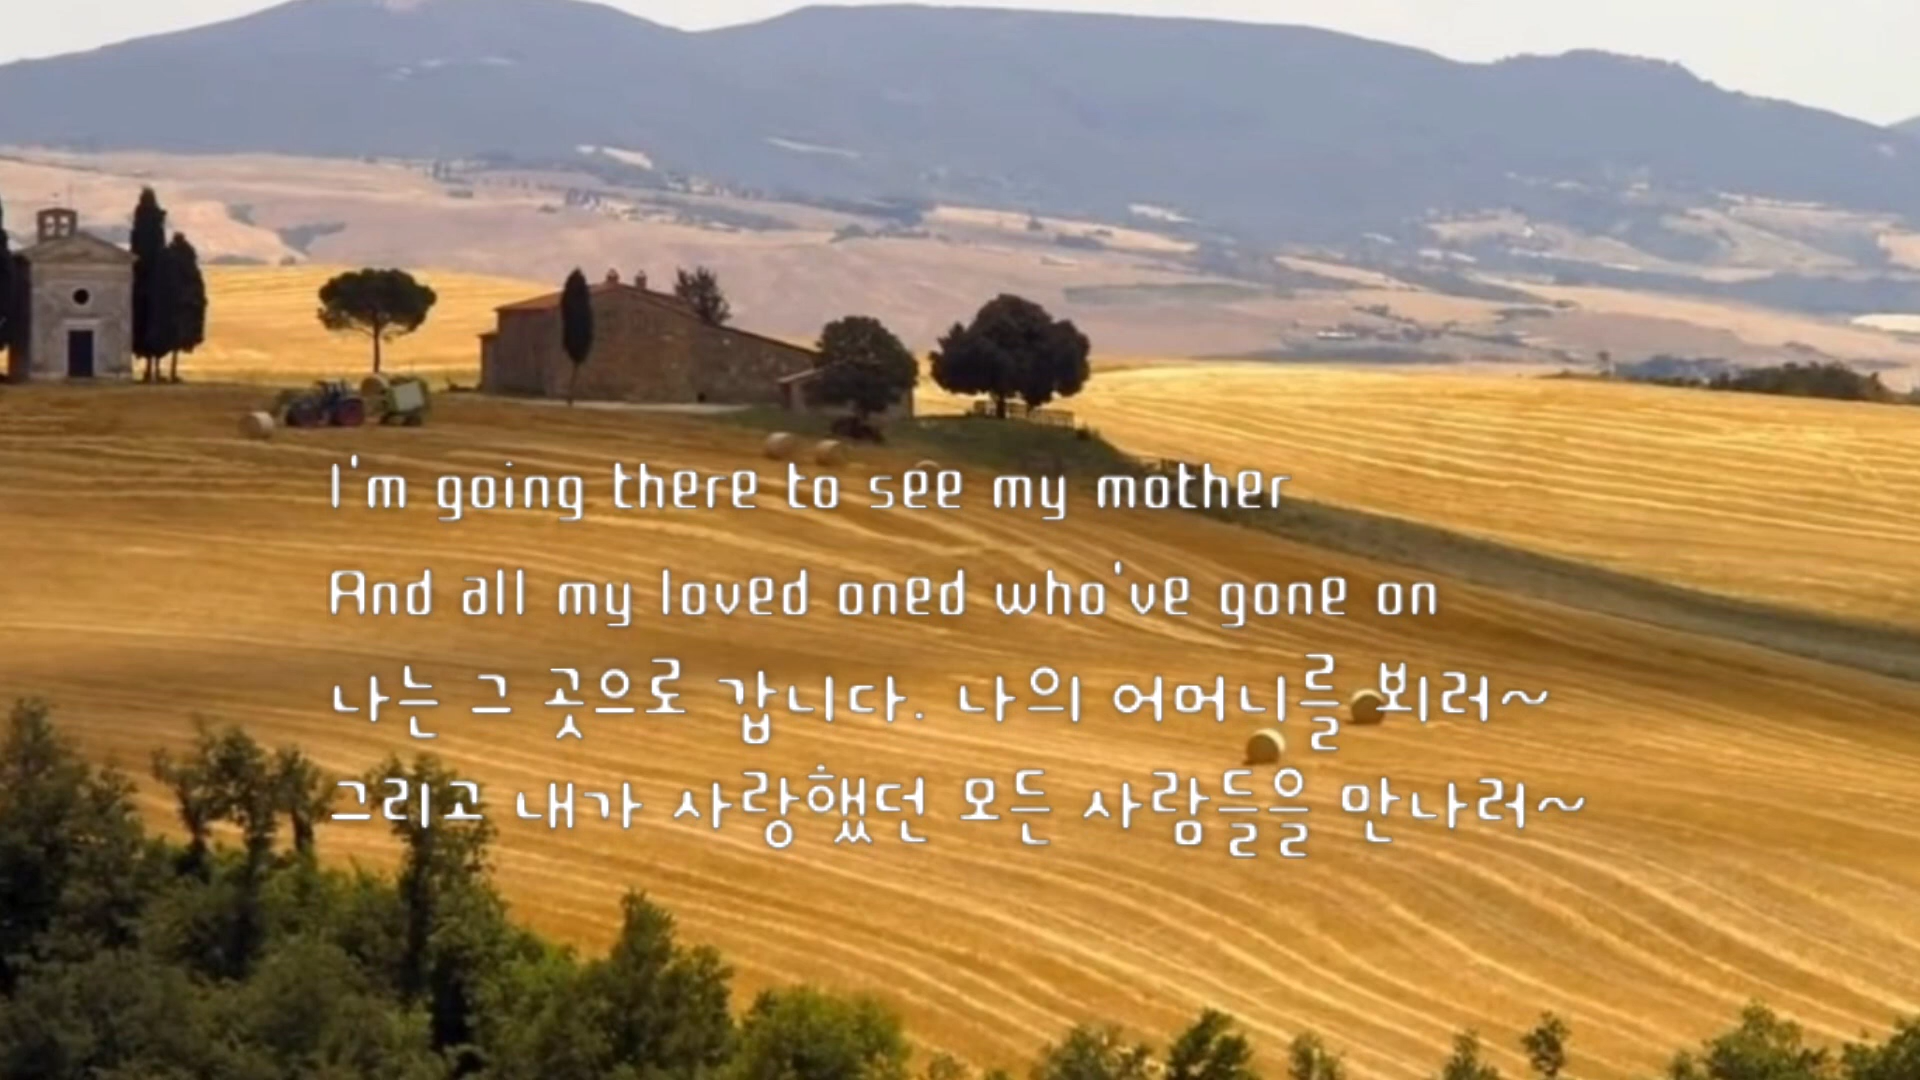 I'm going there to see my mother
And all my loved oned who've gone on
나는 그 곳으로 갑니다. 나의 어머니를 뵈러~
그리고 내가 사랑했던 모든 사람들을 만나러~